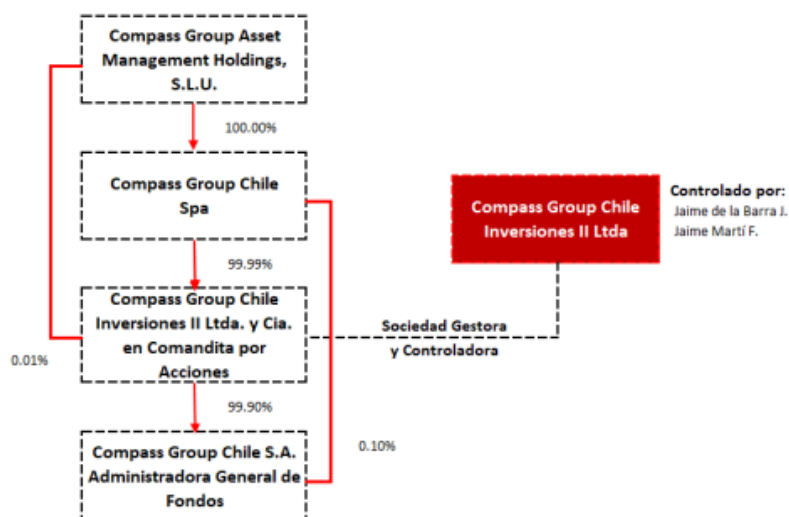 Compass Group Asset
Management Holdings,
S.L.U.
100.00%
Compass Group Chile
Spa
Compass Group Chile
Inversiones II Ltda
Controlado por:
Jaime de la Barra J.
Jaime Martí F.
99.99%
Compass Group Chile
Inversiones II Ltda. y Cia.
en Comandita por
Acciones
Sociedad Gestora
y Controladora
0.01%
99.90%
Compass Group Chile S.A.
Administradora General de
Fondos
0.10%